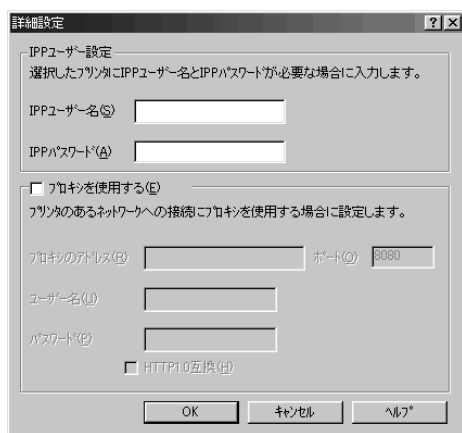 詳細設定
IPPユーザー設定
選択したプリンタにIPPユーザー名とIPPパスワードが必要な場合に入力します。
IPPユーザー名(S)
IPPパスワード(A)
プロキシを使用する(E)
プリンタのあるネットワークへの接続にプロキシを使用する場合に設定します。
プロキシのアドレス(R) ポート(O) 8080
ユーザー名(U)
パスワード(P)
HTTP1.0互換(H)
OK キャンセル ヘルプ